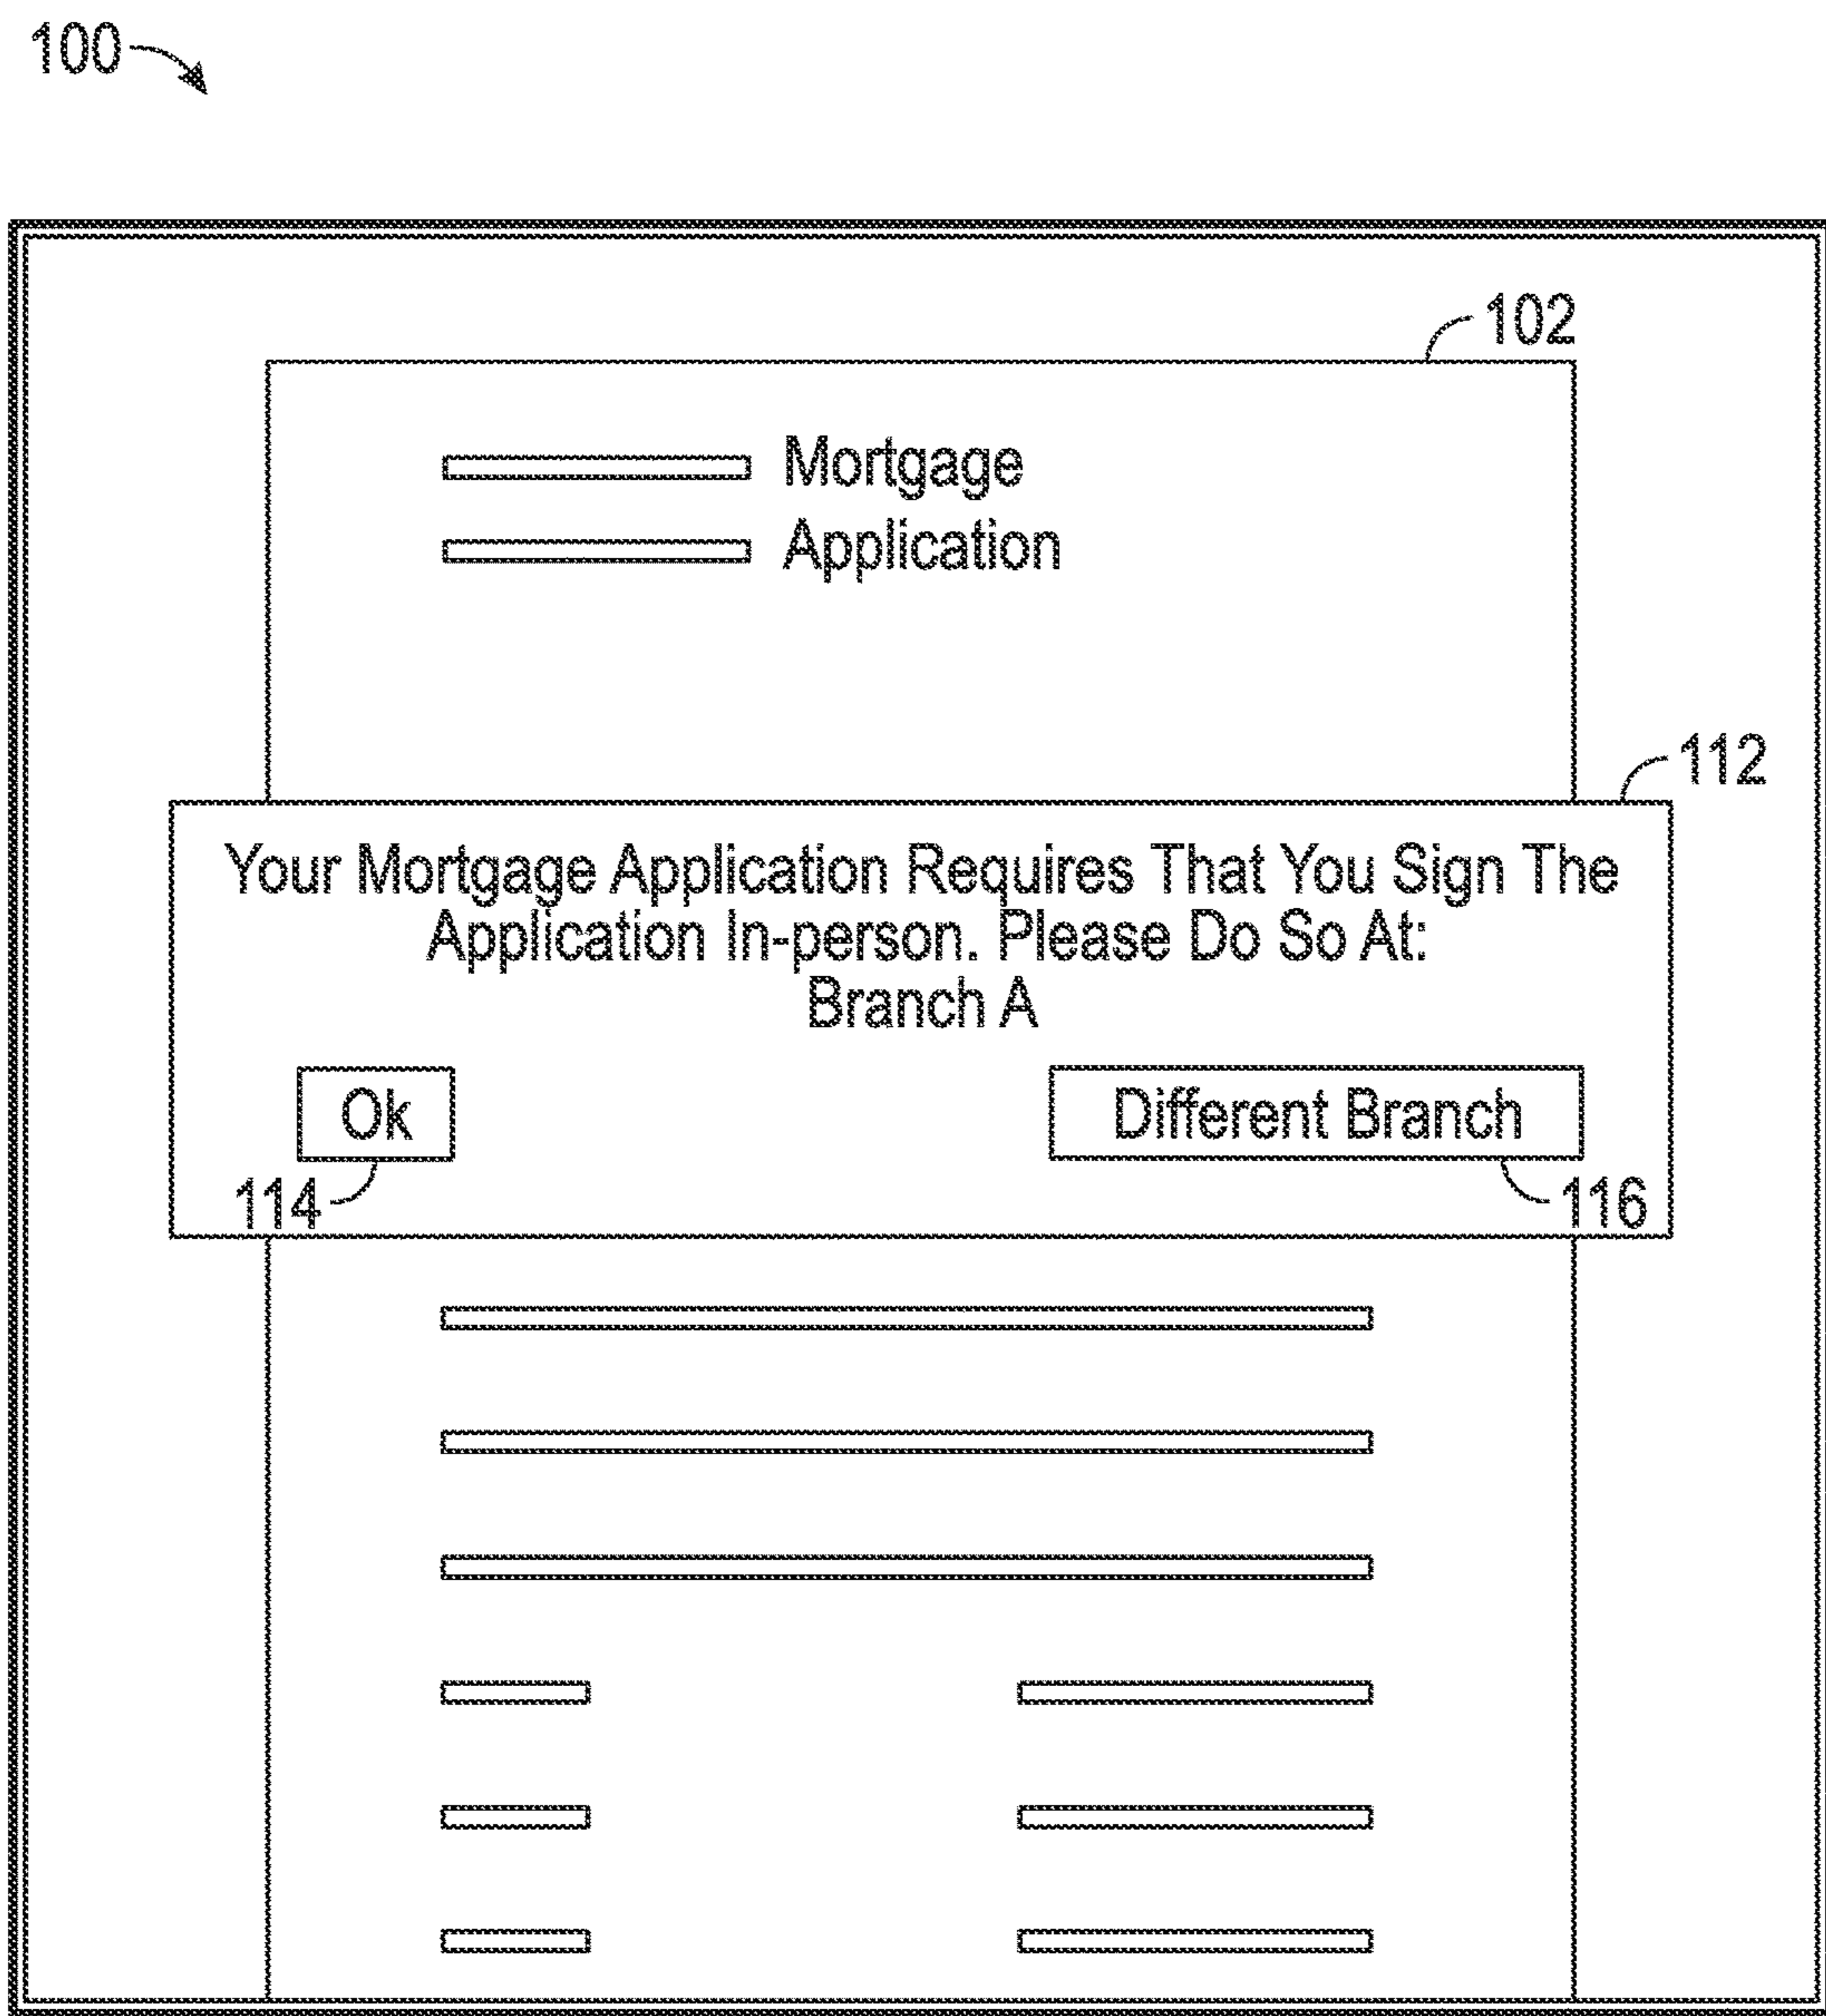 100
102
Mortgage
Application
112
Your Mortgage Application Requires That You Sign The
Application In-person. Please Do So At:
Branch A
Ok
Different Branch
114
116